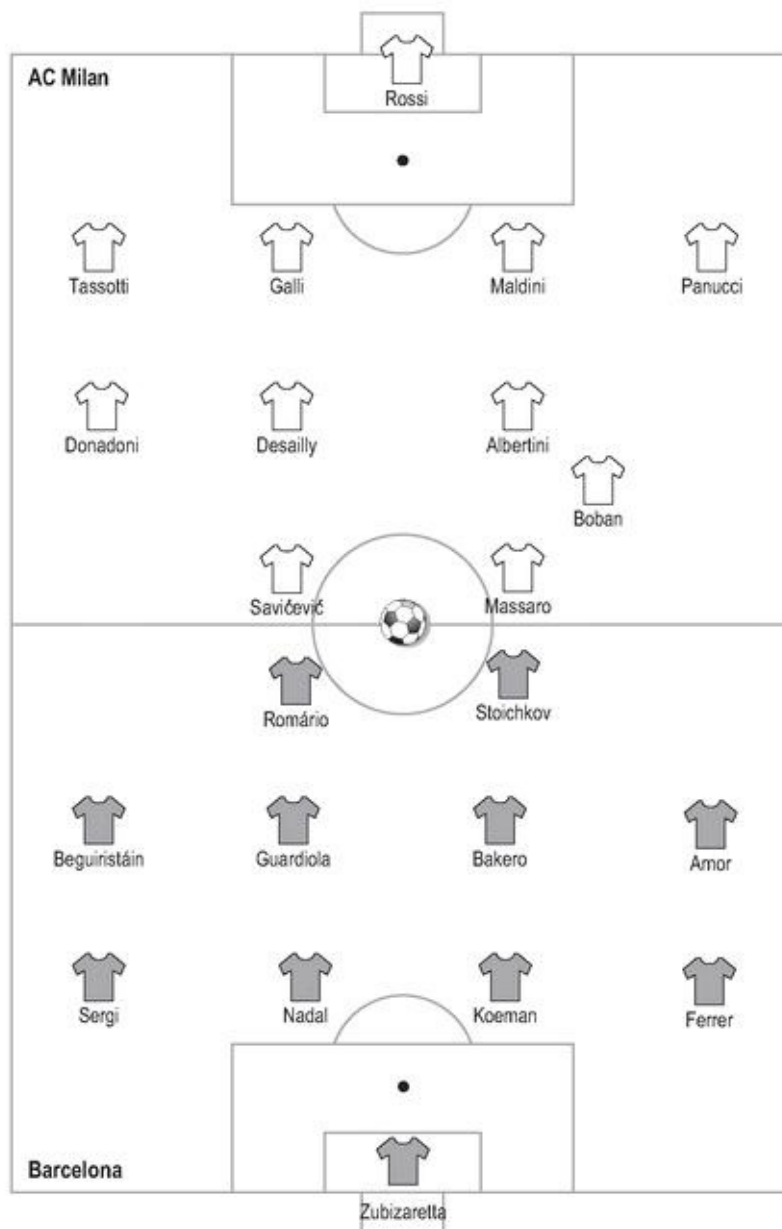 AC Milan
Rossi
Tassotti
Galli
Maldini
Panucci
Donadoni
Desailly
Albertini
Boban
Savičevič
Massaro
Romário
Stoichkov
Beguiristáin
Guardiola
Bakero
Amor
Sergi
Nadal
Koeman
Ferrer
Barcelona
Zubizaretta